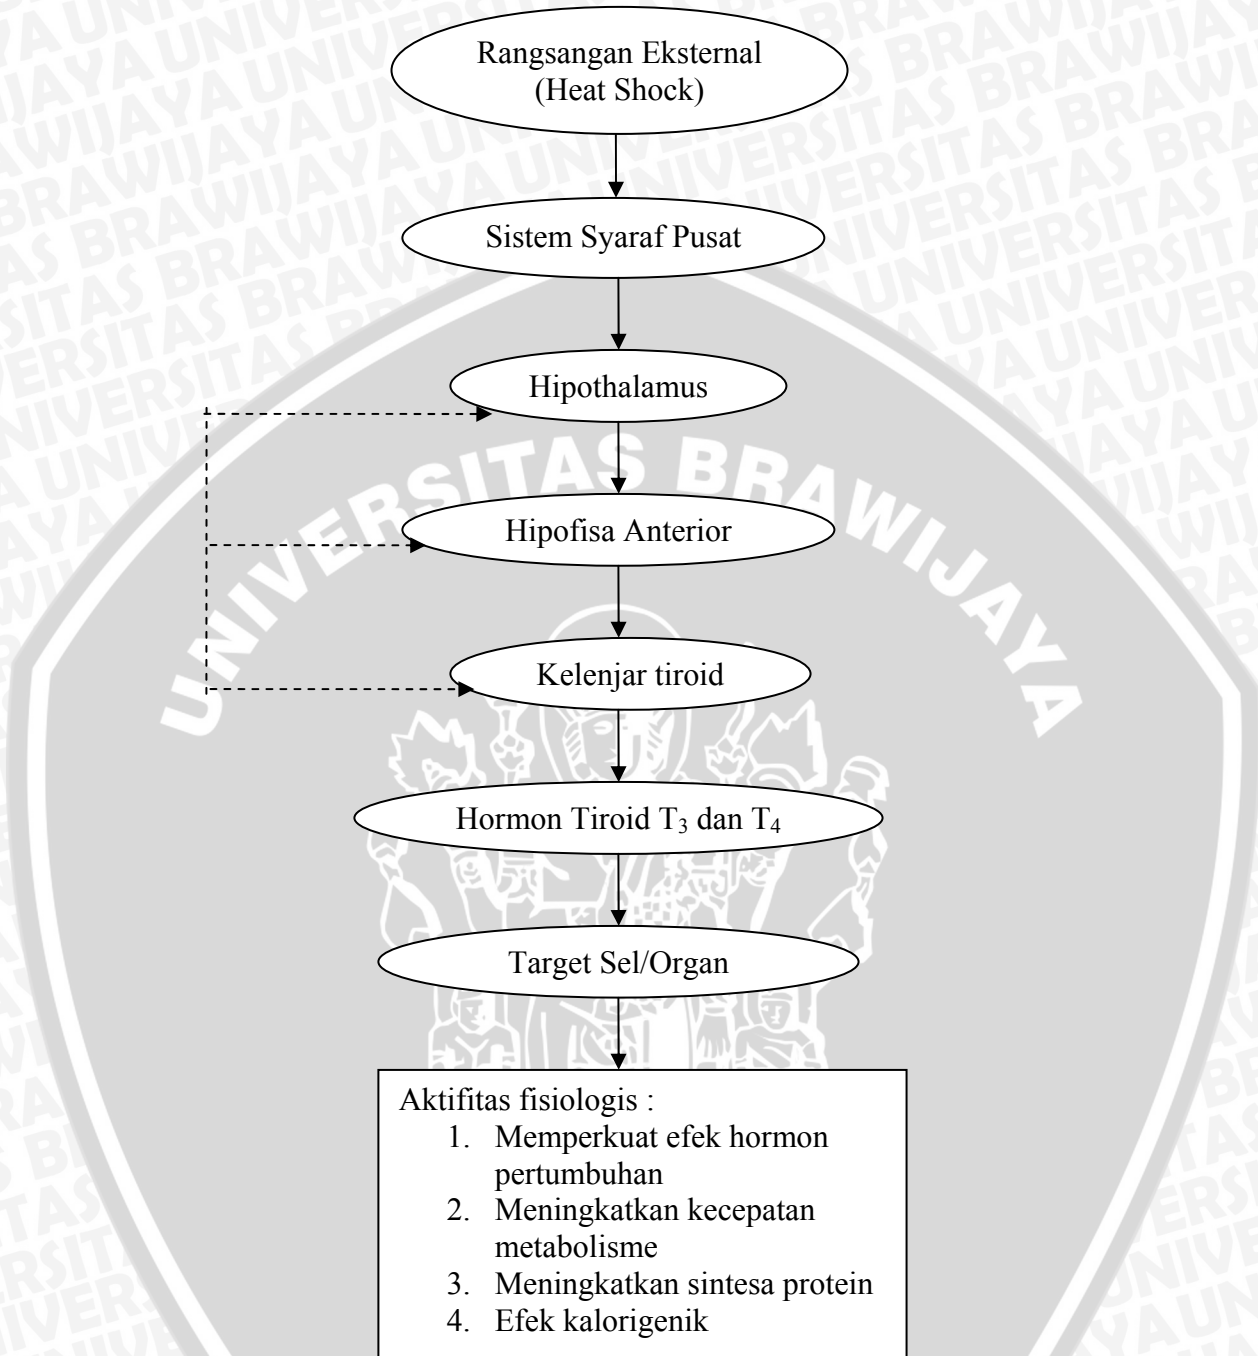 Rangsangan Eksternal
(Heat Shock)
Sistem Syaraf Pusat
Hipothalamus
UNIVERSITAS BRAWIJAYA
Hipofisa Anterior
Kelenjar tiroid
Hormon Tiroid T₃ dan T₄
Target Sel/Organ
Aktifitas fisiologis :
1. Memperkuat efek hormon
pertumbuhan
2. Meningkatkan kecepatan
metabolisme
3. Meningkatkan sintesa protein
4. Efek kalorigenik